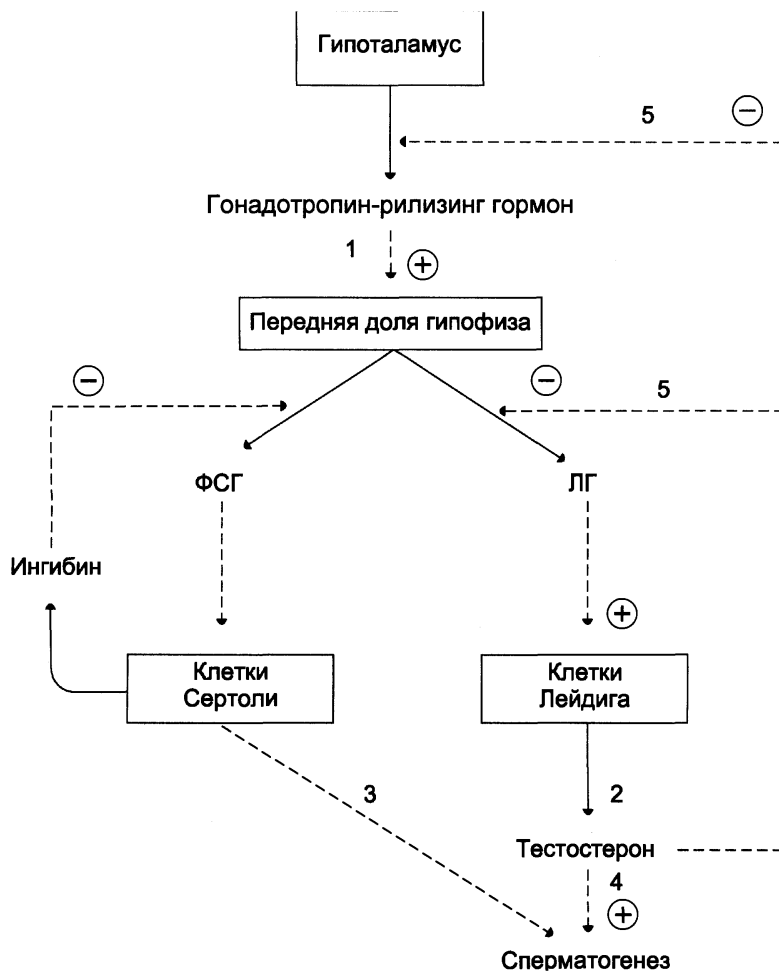 Гипоталамус
5
−
Гонадотропин-рилизинг гормон
1
+
Передняя доля гипофиза
−
−
5
ФСГ
ЛГ
Ингибин
+
Клетки
Сертоли
Клетки
Лейдига
3
2
Тестостерон
4
+
Сперматогенез